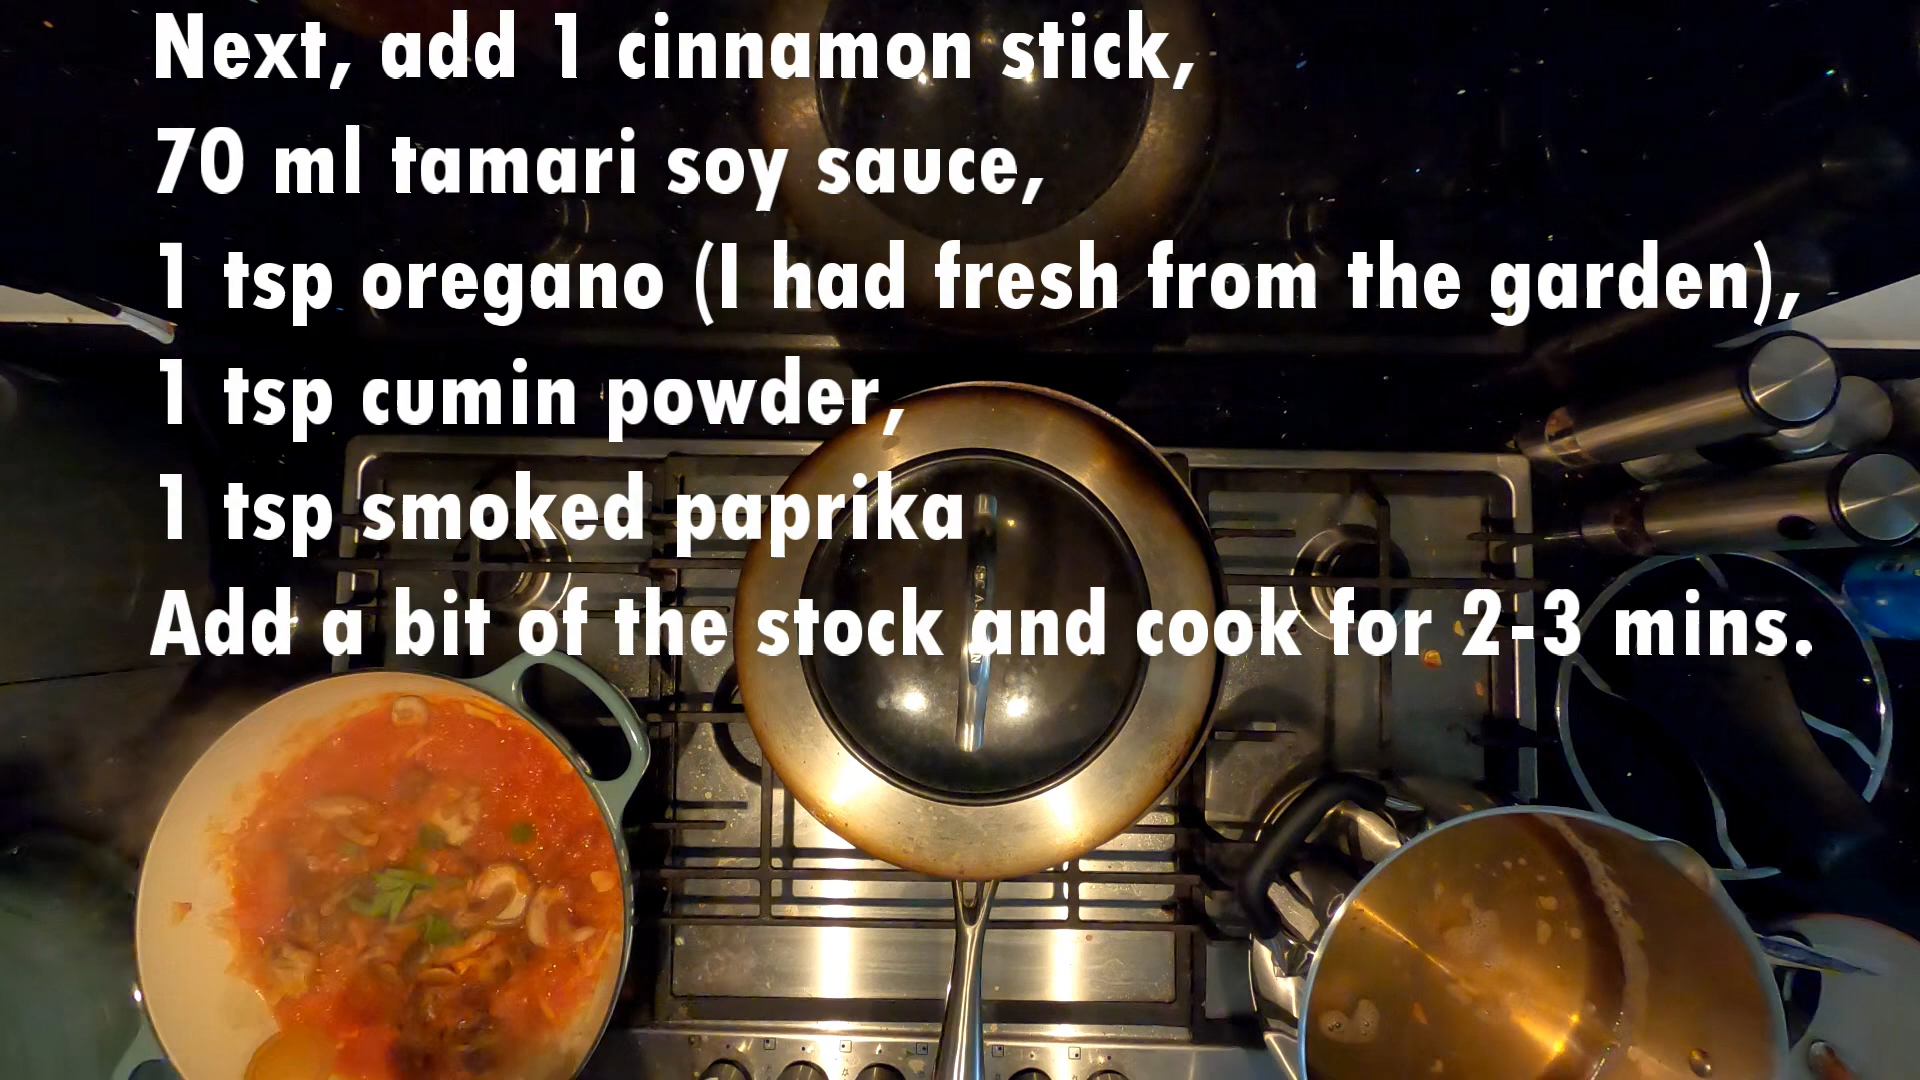 Next, add 1 cinnamon stick,
70 ml tamari soy sauce,
1 tsp oregano (I had fresh from the garden),
1 tsp cumin powder,
1 tsp smoked paprika
Add a bit of the stock and cook for 2-3 mins.